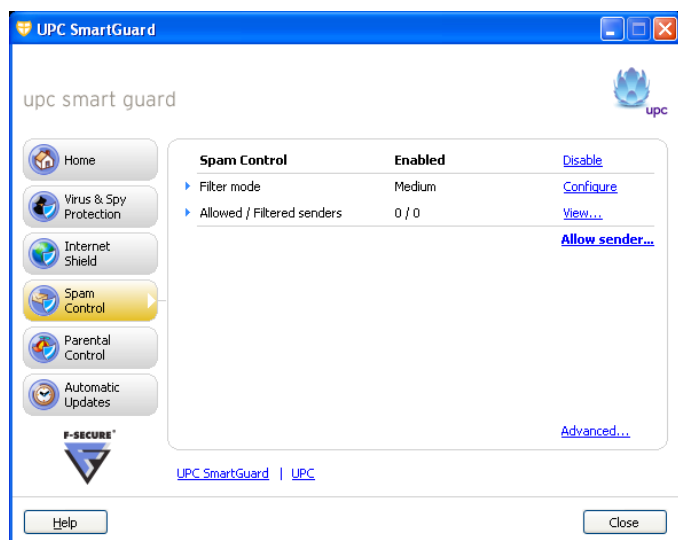 UPC SmartGuard
upc smart guard
upc
Home
Virus & Spy
Protection
Internet
Shield
Spam
Control
Parental
Control
Automatic
Updates
F-SECURE®
Spam Control Enabled Disable
Filter mode Medium Configure
Allowed / Filtered senders 0 / 0 View...
Allow sender...
Advanced...
UPC SmartGuard | UPC
Help Close